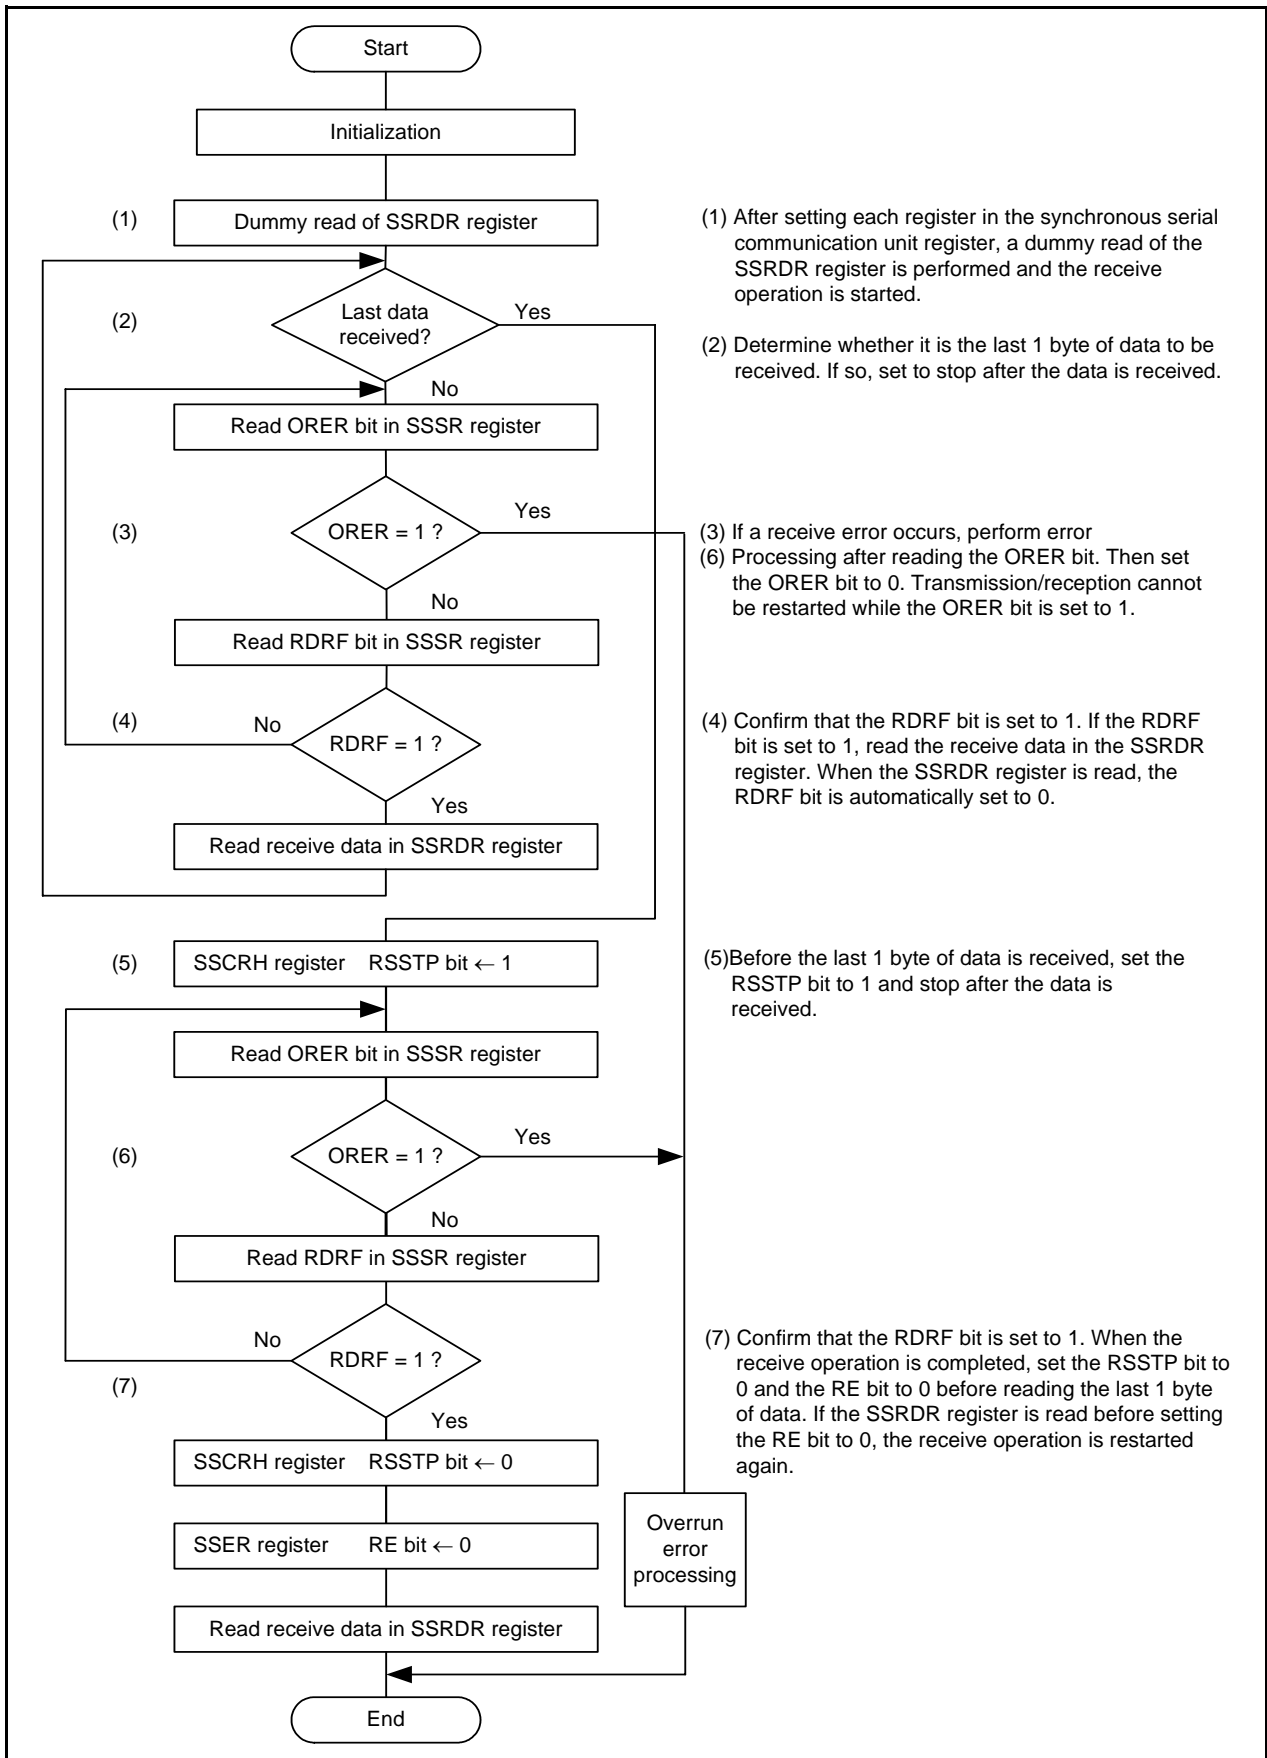 Start
Initialization
(1)
Dummy read of SSRDR register
(1) After setting each register in the synchronous serial
communication unit register, a dummy read of the
SSRDR register is performed and the receive
operation is started.
(2)
Last data
received?
Yes
No
(2) Determine whether it is the last 1 byte of data to be
received. If so, set to stop after the data is received.
Read ORER bit in SSSR register
(3)
ORER = 1 ?
Yes
No
(3) If a receive error occurs, perform error
(6) Processing after reading the ORER bit. Then set
the ORER bit to 0. Transmission/reception cannot
be restarted while the ORER bit is set to 1.
Read RDRF bit in SSSR register
(4)
No
RDRF = 1 ?
Yes
(4) Confirm that the RDRF bit is set to 1. If the RDRF
bit is set to 1, read the receive data in the SSRDR
register. When the SSRDR register is read, the
RDRF bit is automatically set to 0.
Read receive data in SSRDR register
(5)
SSCRH register RSSTP bit ← 1
(5)Before the last 1 byte of data is received, set the
RSSTP bit to 1 and stop after the data is
received.
Read ORER bit in SSSR register
(6)
ORER = 1 ?
Yes
No
Read RDRF in SSSR register
No
RDRF = 1 ?
(7)
Yes
(7) Confirm that the RDRF bit is set to 1. When the
receive operation is completed, set the RSSTP bit to
0 and the RE bit to 0 before reading the last 1 byte
of data. If the SSRDR register is read before setting
the RE bit to 0, the receive operation is restarted
again.
SSCRH register RSSTP bit ← 0
SSER register RE bit ← 0
Overrun
error
processing
Read receive data in SSRDR register
End